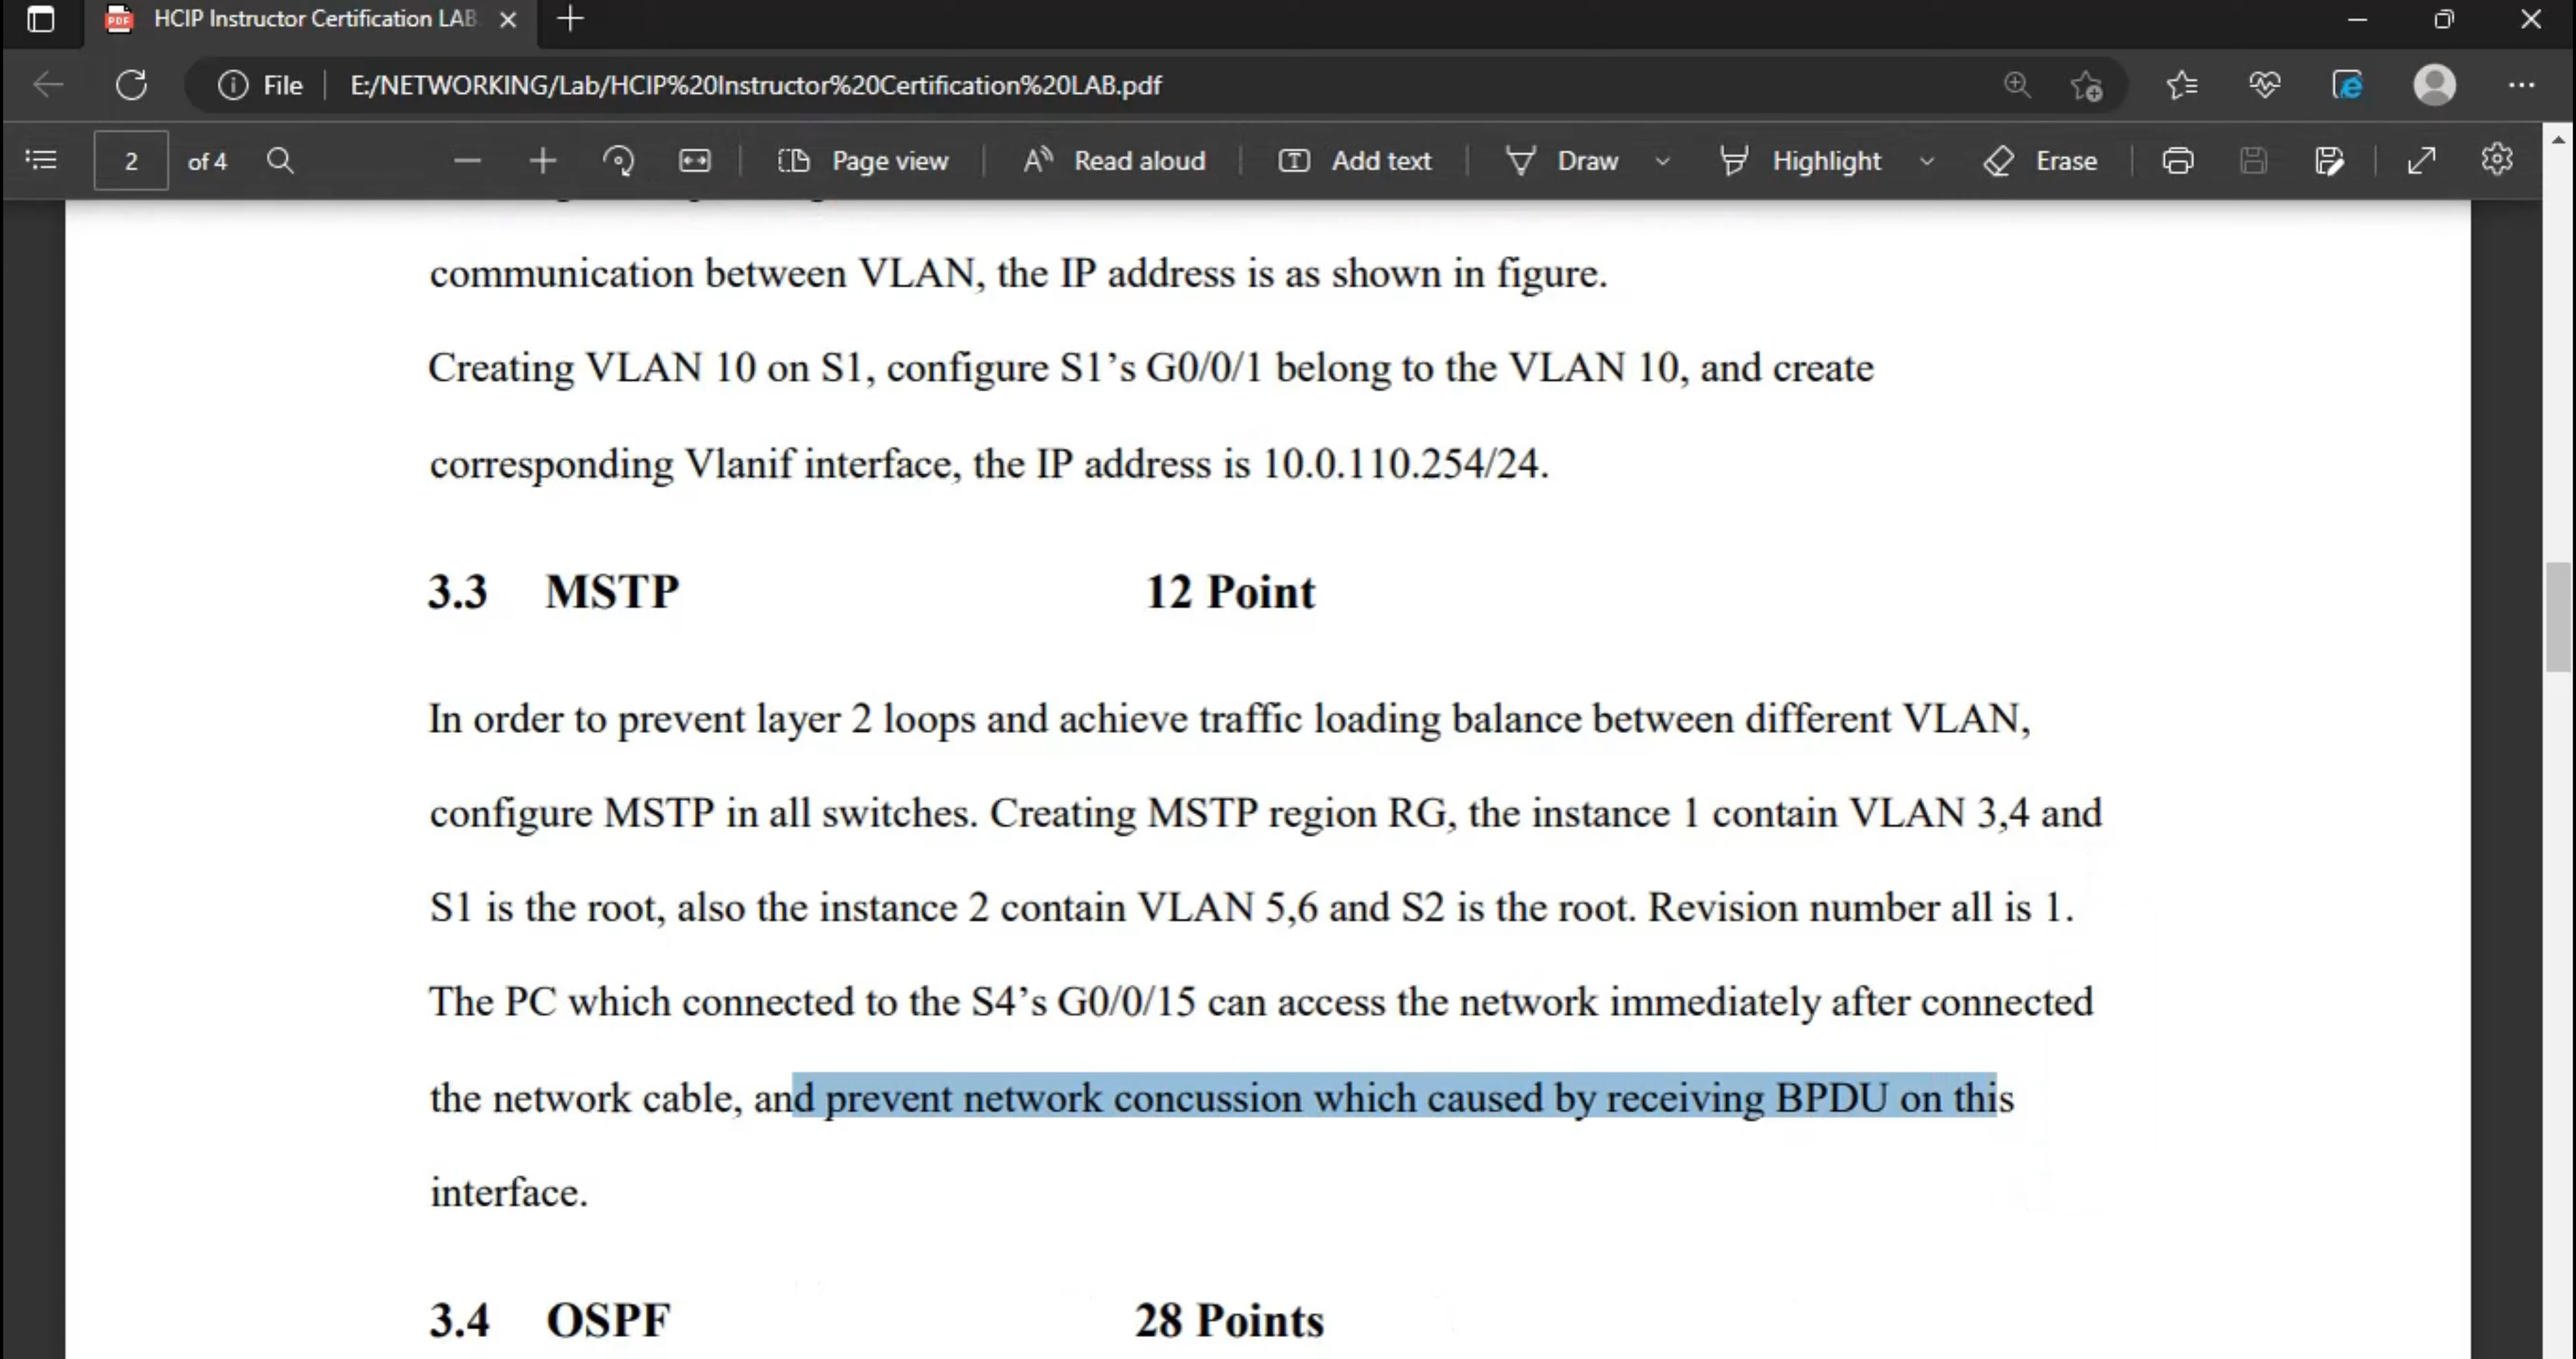 HCIP Instructor Certification LAB
File
E:/NETWORKING/Lab/HCIP%20Instructor%20Certification%20LAB.pdf
2 of 4
Page view
Read aloud
Add text
Draw
Highlight
Erase
communication between VLAN, the IP address is as shown in figure.
Creating VLAN 10 on S1, configure S1’s G0/0/1 belong to the VLAN 10, and create
corresponding Vlanif interface, the IP address is 10.0.110.254/24.
3.3 MSTP 12 Point
In order to prevent layer 2 loops and achieve traffic loading balance between different VLAN,
configure MSTP in all switches. Creating MSTP region RG, the instance 1 contain VLAN 3,4 and
S1 is the root, also the instance 2 contain VLAN 5,6 and S2 is the root. Revision number all is 1.
The PC which connected to the S4’s G0/0/15 can access the network immediately after connected
the network cable, and prevent network concussion which caused by receiving BPDU on this
interface.
3.4 OSPF 28 Points